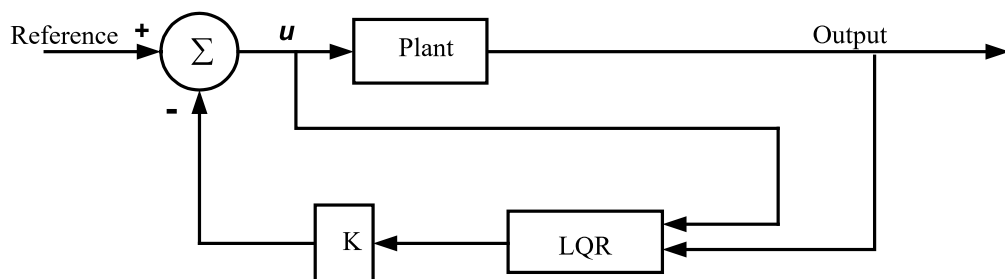 Reference
+
Σ
u
Plant
Output
-
K
LQR